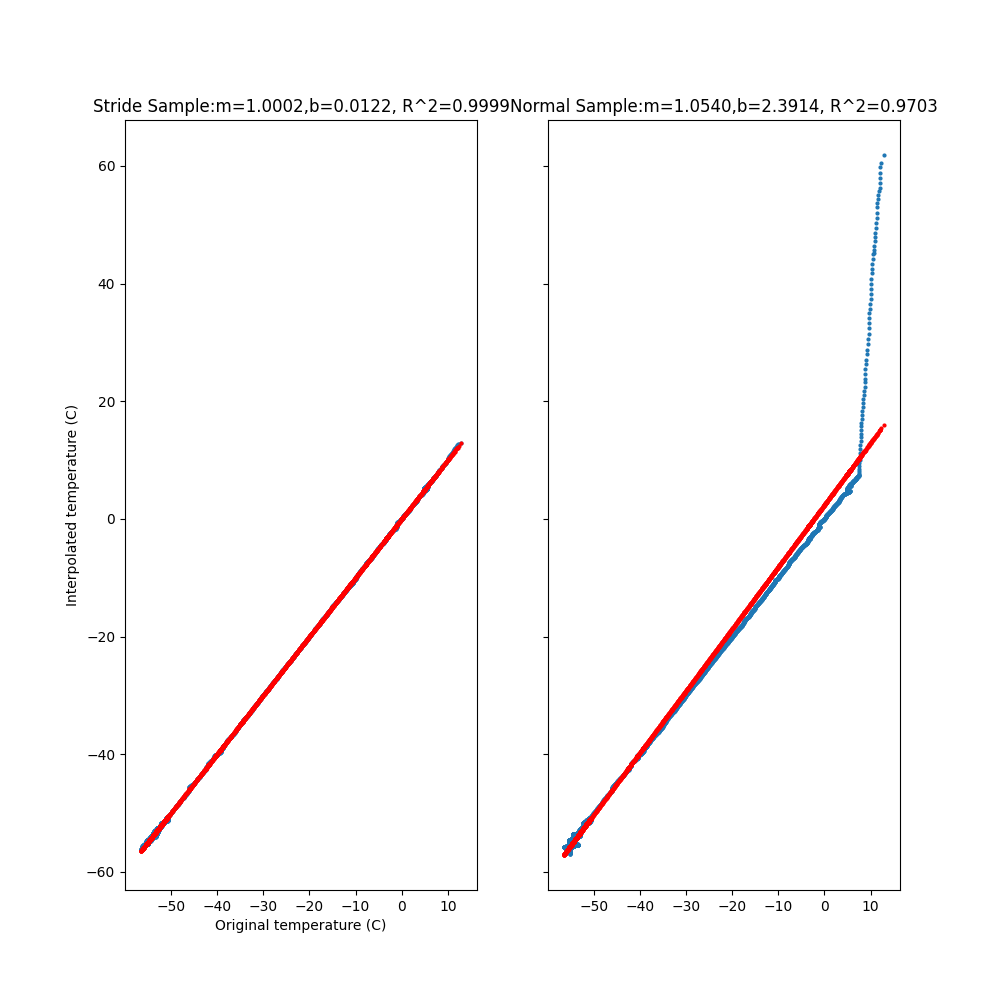 Stride Sample:m=1.0002,b=0.0122, R^2=0.9999
Normal Sample:m=1.0540,b=2.3914, R^2=0.9703
60
40
20
0
−20
−40
−60
Interpolated temperature (C)
−50 −40 −30 −20 −10 0 10
Original temperature (C)
−50 −40 −30 −20 −10 0 10